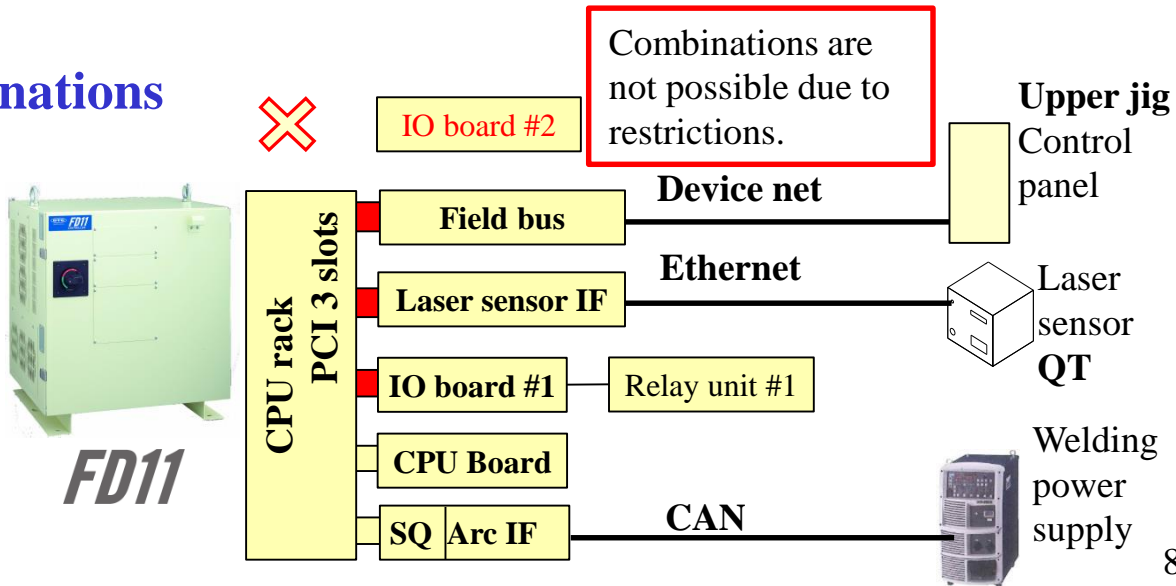 nations
IO board #2
Combinations are
not possible due to
restrictions.
Upper jig
Control
panel
Device net
Field bus
FD11
CPU rack
PCI 3 slots
Ethernet
Laser sensor IF
Laser
sensor
QT
IO board #1
Relay unit #1
CPU Board
FD11
Welding
power
supply
CAN
SQ
Arc IF
8